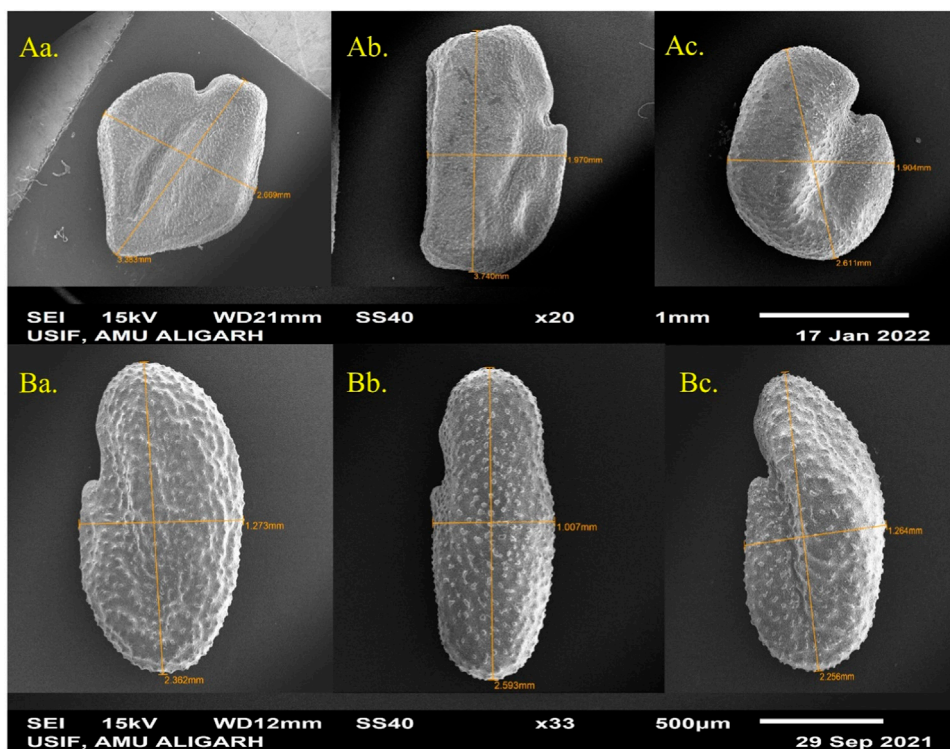 Aa. Ab. Ac.
1.970mm 1.904mm
2.609mm
3.383mm 3.740mm 2.611mm
SEI 15kV WD21mm SS40 x20 1mm
USIF, AMU ALIGARH 17 Jan 2022
Ba. Bb. Bc.
1.273mm 1.007mm 1.264mm
2.382mm 2.593mm 2.256mm
SEI 15kV WD12mm SS40 x33 500µm
USIF, AMU ALIGARH 29 Sep 2021